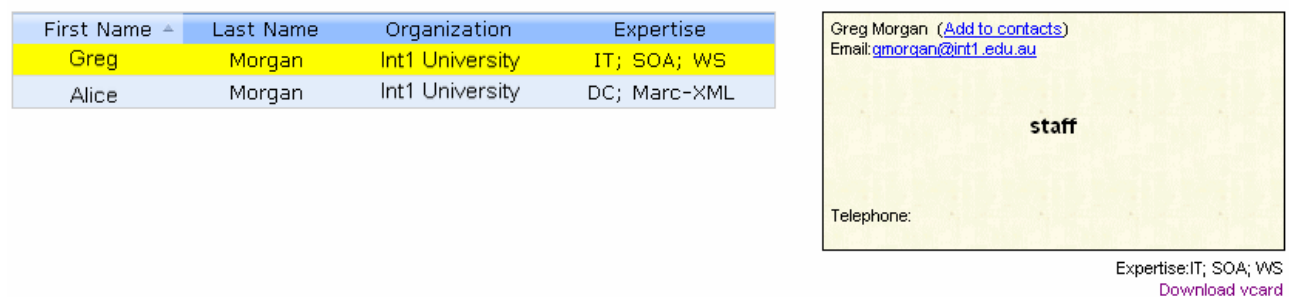 First Name Last Name Organization Expertise
Greg Morgan Int1 University IT; SOA; WS
Alice Morgan Int1 University DC; Marc-XML
Greg Morgan (Add to contacts)
Email:gmorgan@int1.edu.au
staff
Telephone:
Expertise:IT; SOA; WS
Download vcard